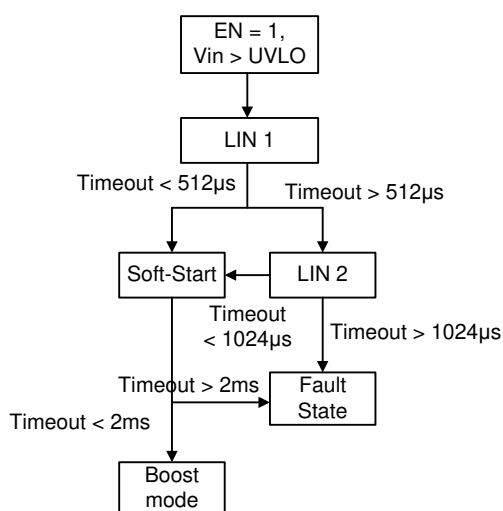 EN = 1,
Vin > UVLO
LIN 1
Timeout < 512µs
Timeout > 512µs
Soft-Start
LIN 2
Timeout
< 1024µs
Timeout > 1024µs
Timeout > 2ms
Fault
State
Timeout < 2ms
Boost
mode